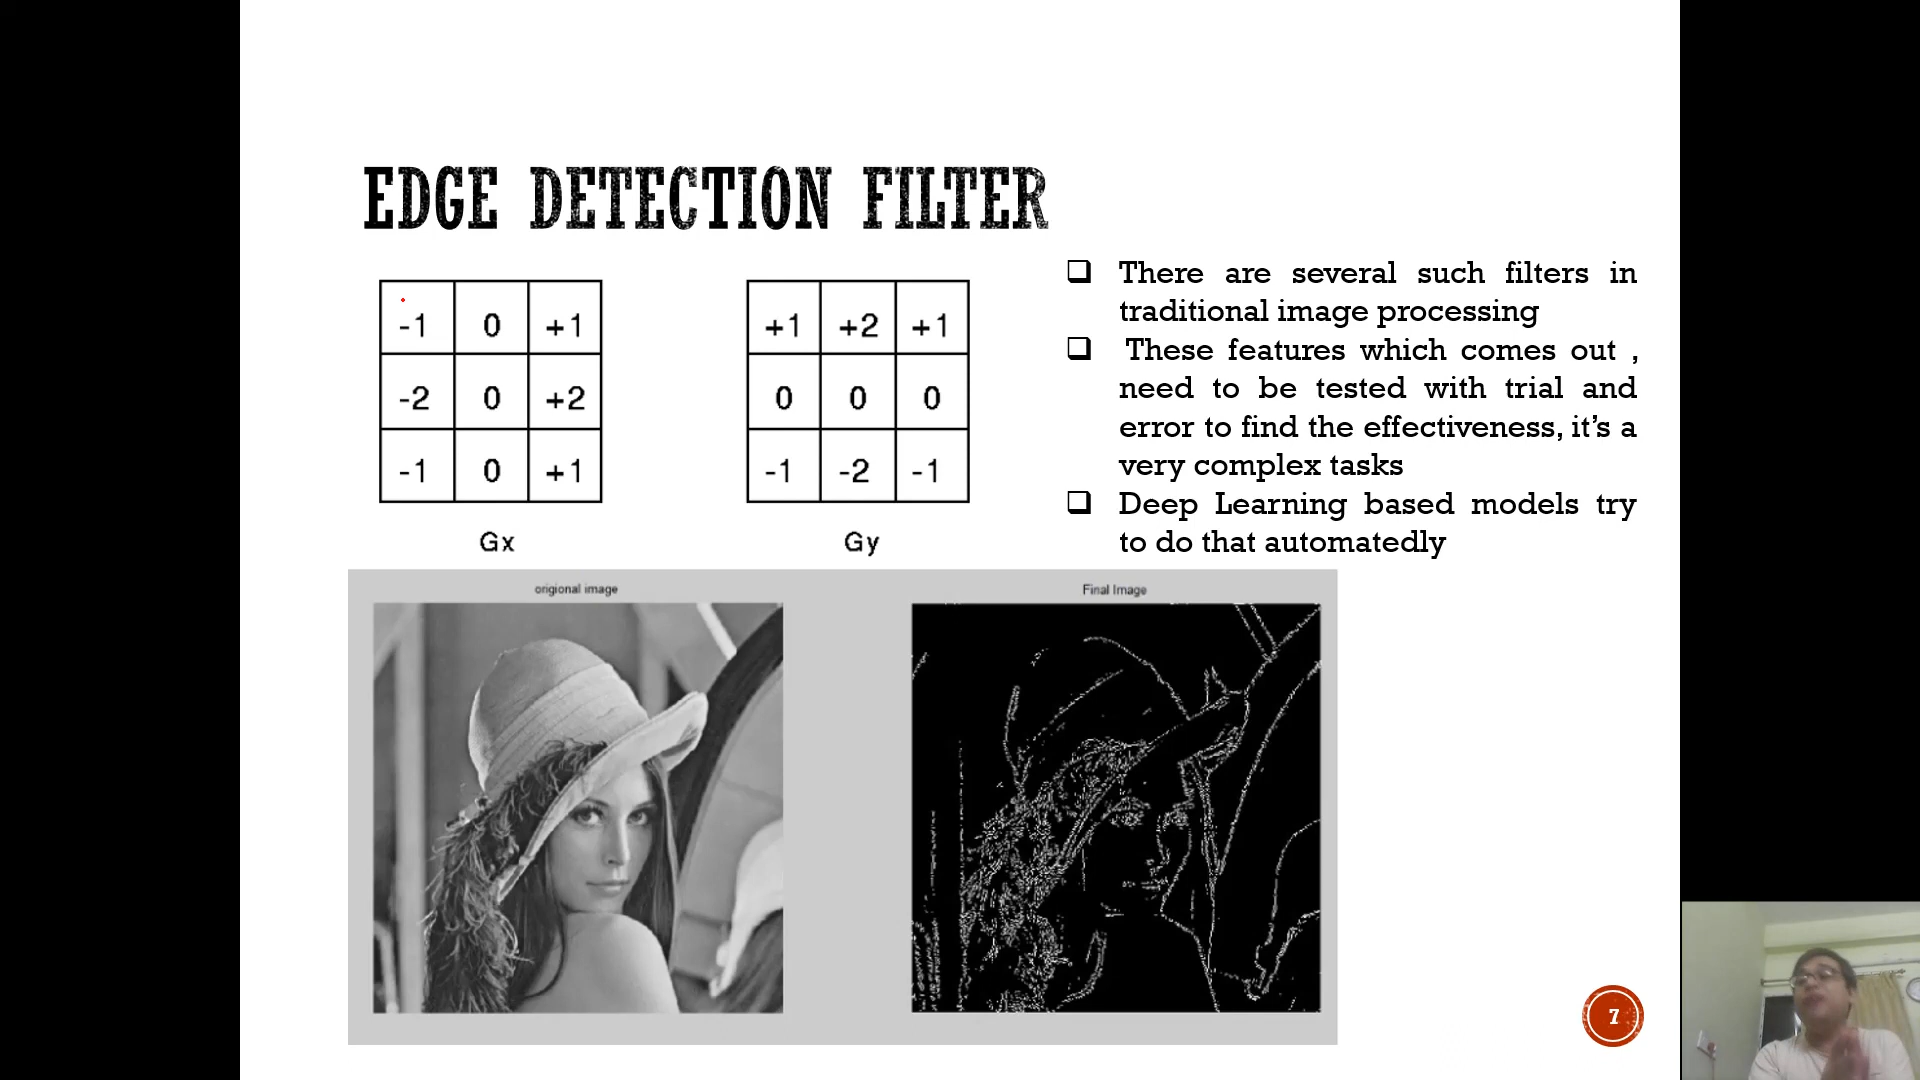 EDGE DETECTION FILTER
-1 0 +1
-2 0 +2
-1 0 +1
Gx
+1 +2 +1
0 0 0
-1 -2 -1
Gy
There are several such filters in
traditional image processing
These features which comes out ,
need to be tested with trial and
error to find the effectiveness, it's a
very complex tasks
Deep Learning based models try
to do that automatedly
origional image
Final Image
7